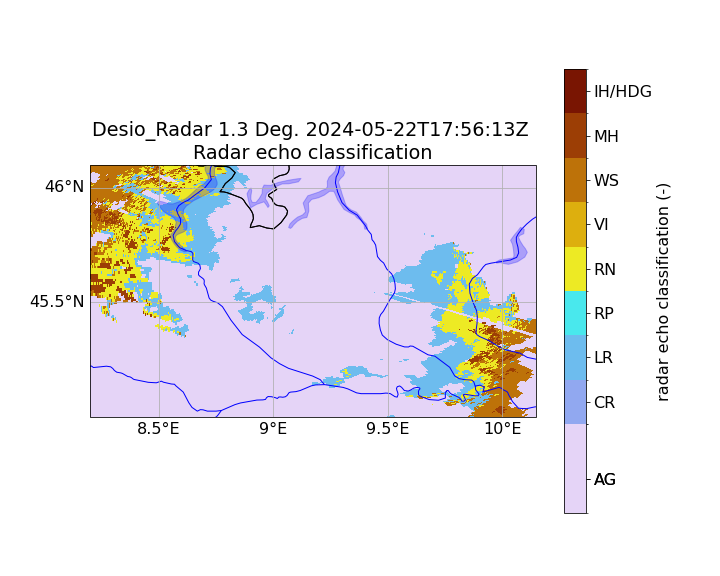 Desio_Radar 1.3 Deg. 2024-05-22T17:56:13Z
Radar echo classification
46°N
45.5°N
8.5°E
9°E
9.5°E
10°E
IH/HDG
MH
WS
VI
RN
RP
LR
CR
AG
radar echo classification (-)